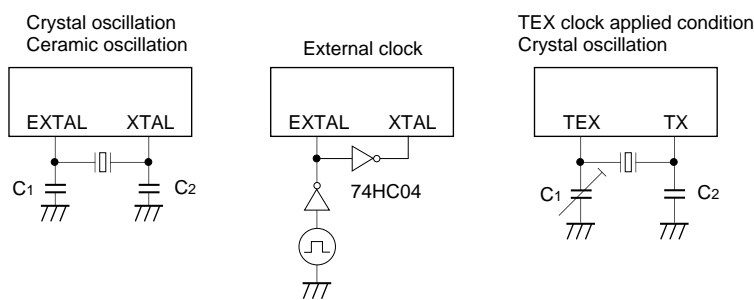 Crystal oscillation
Ceramic oscillation
EXTAL XTAL
C1 C2
External clock
EXTAL XTAL
74HC04
TEX clock applied condition
Crystal oscillation
TEX TX
C1 C2